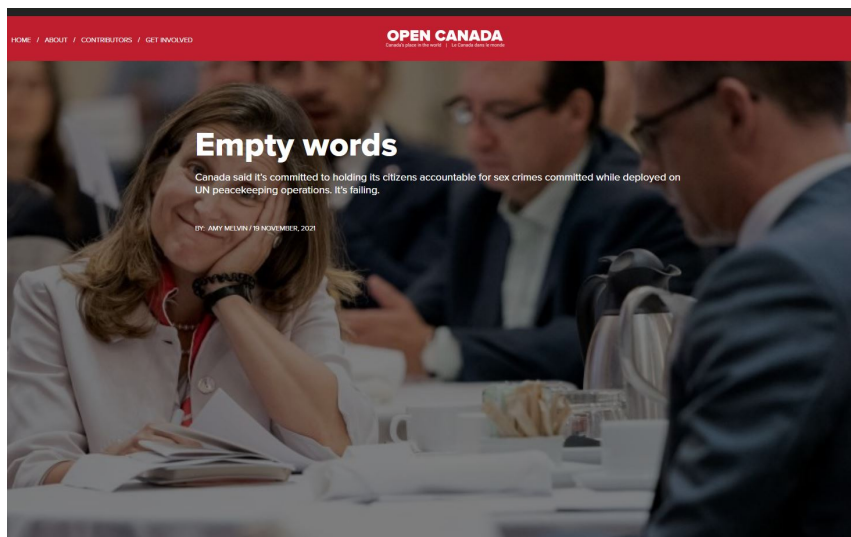 HOME / ABOUT / CONTRIBUTORS / GET INVOLVED
OPEN CANADA
Canada's place in the world | Le Canada dans le monde
Empty words
Canada said it's committed to holding its citizens accountable for sex crimes committed while deployed on
UN peacekeeping operations. It's failing.
BY: AMY MELVIN / 19 NOVEMBER, 2021